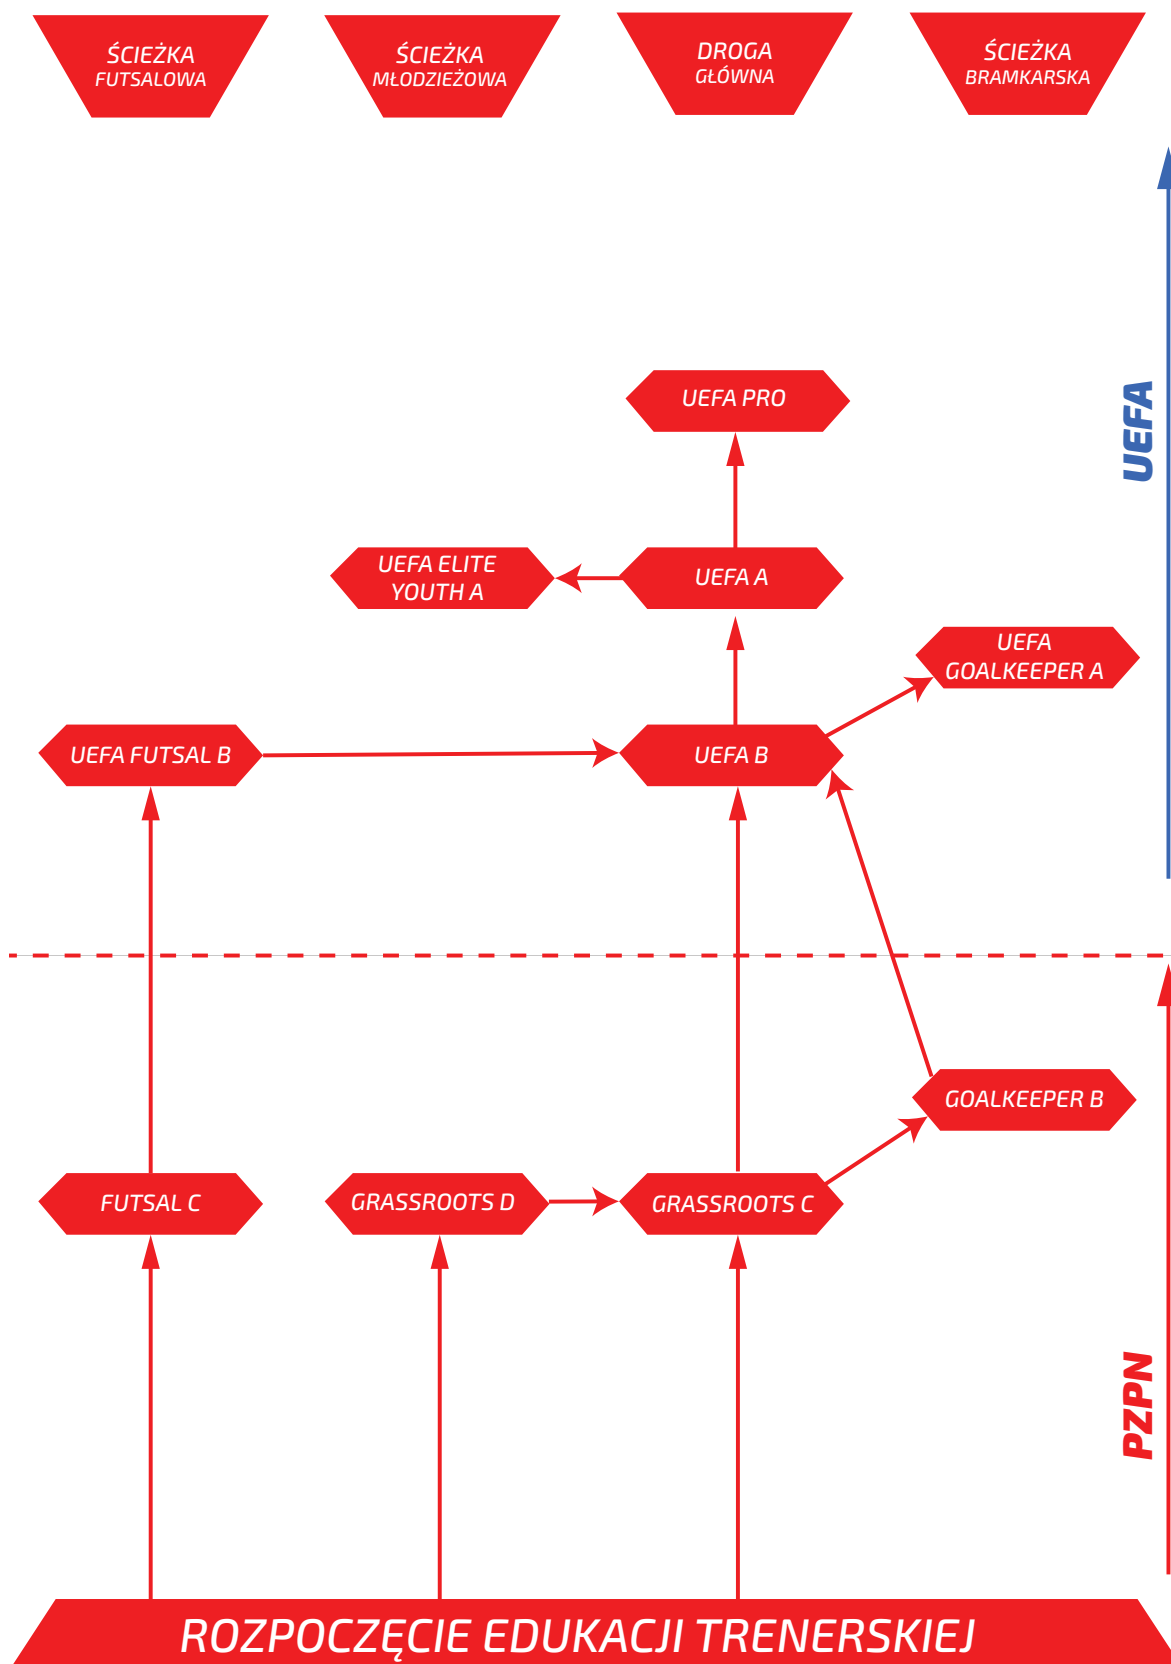 ŚCIEŻKA
FUTSALOWA
ŚCIEŻKA
MŁODZIEŻOWA
DROGA
GŁÓWNA
ŚCIEŻKA
BRAMKARSKA
UEFA PRO
UEFA
UEFA ELITE
YOUTH A
UEFA A
UEFA
GOALKEEPER A
UEFA FUTSAL B
UEFA B
GOALKEEPER B
FUTSAL C
GRASSROOTS D
GRASSROOTS C
PZPN
ROZPOCZĘCIE EDUKACJI TRENERSKIEJ